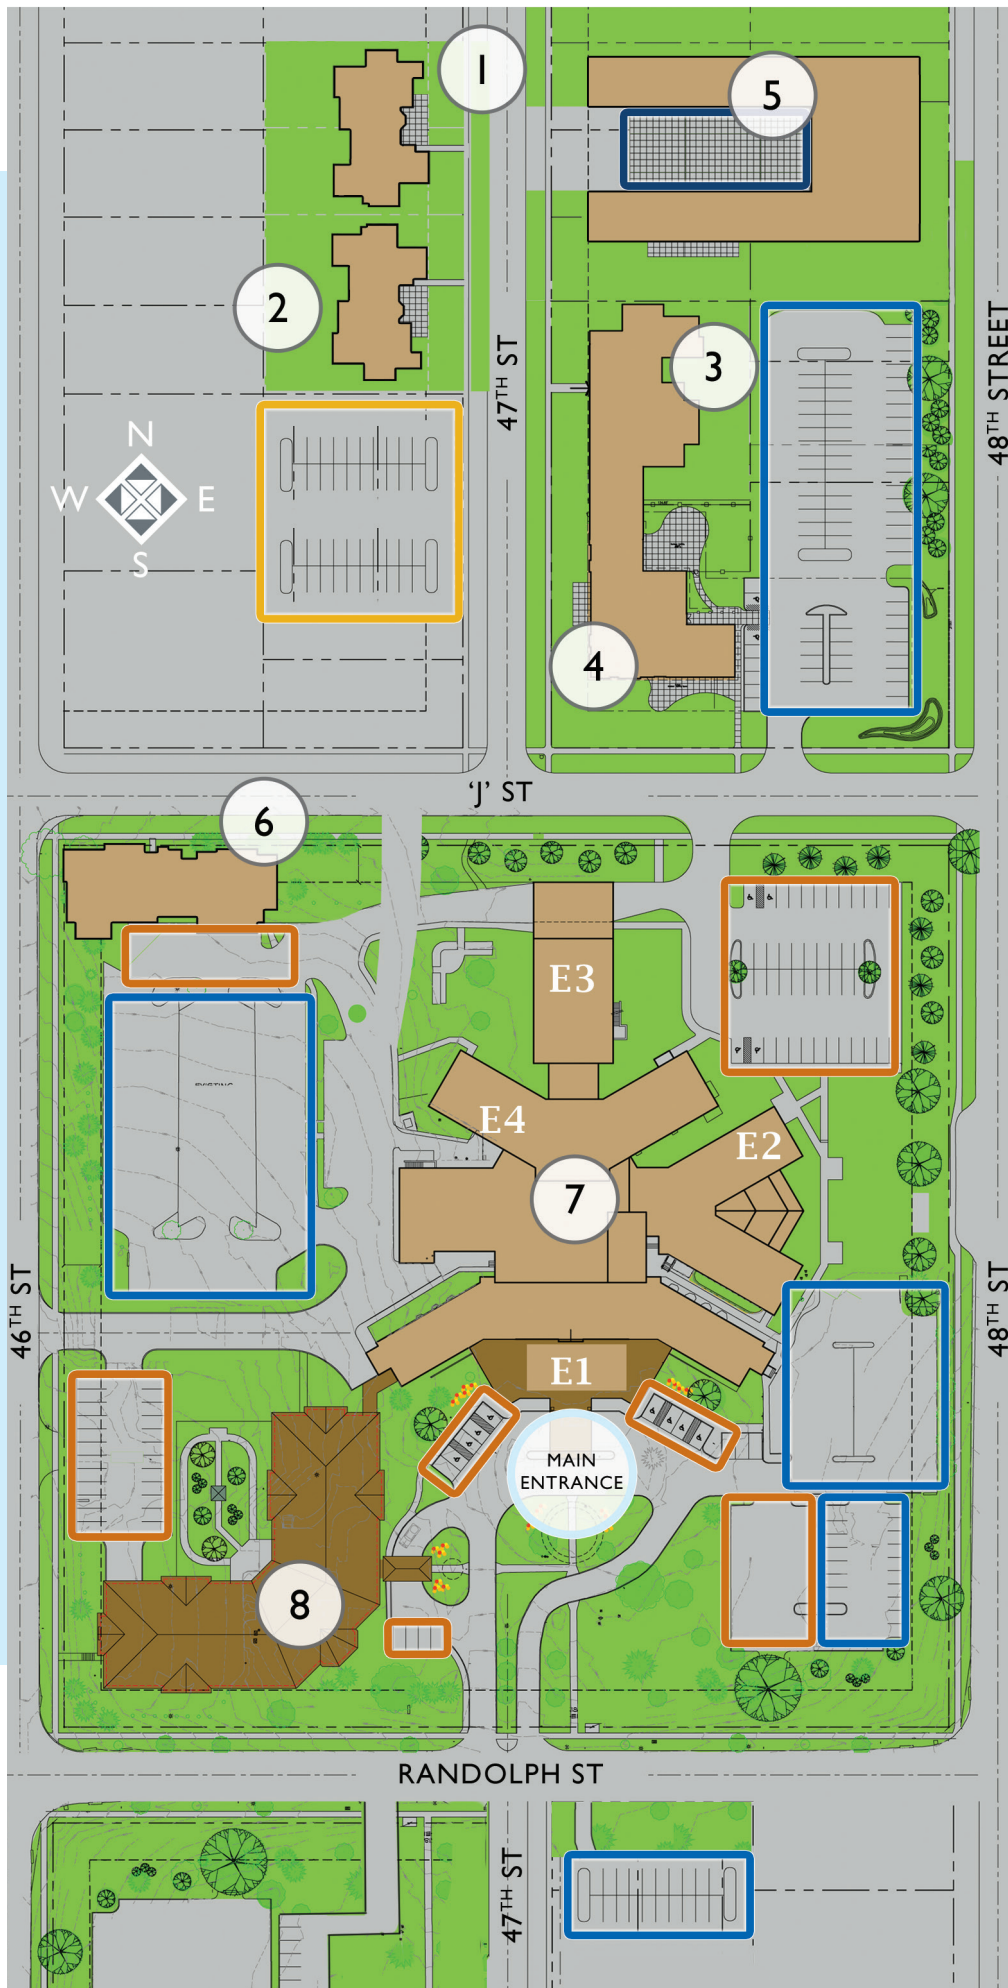 1
5
2
3
47TH ST
48TH STREET
N
W E
S
4
'J' ST
6
E3
EXISTING
E4
E2
7
46TH ST
48TH ST
E1
MAIN
ENTRANCE
8
RANDOLPH ST
47TH ST